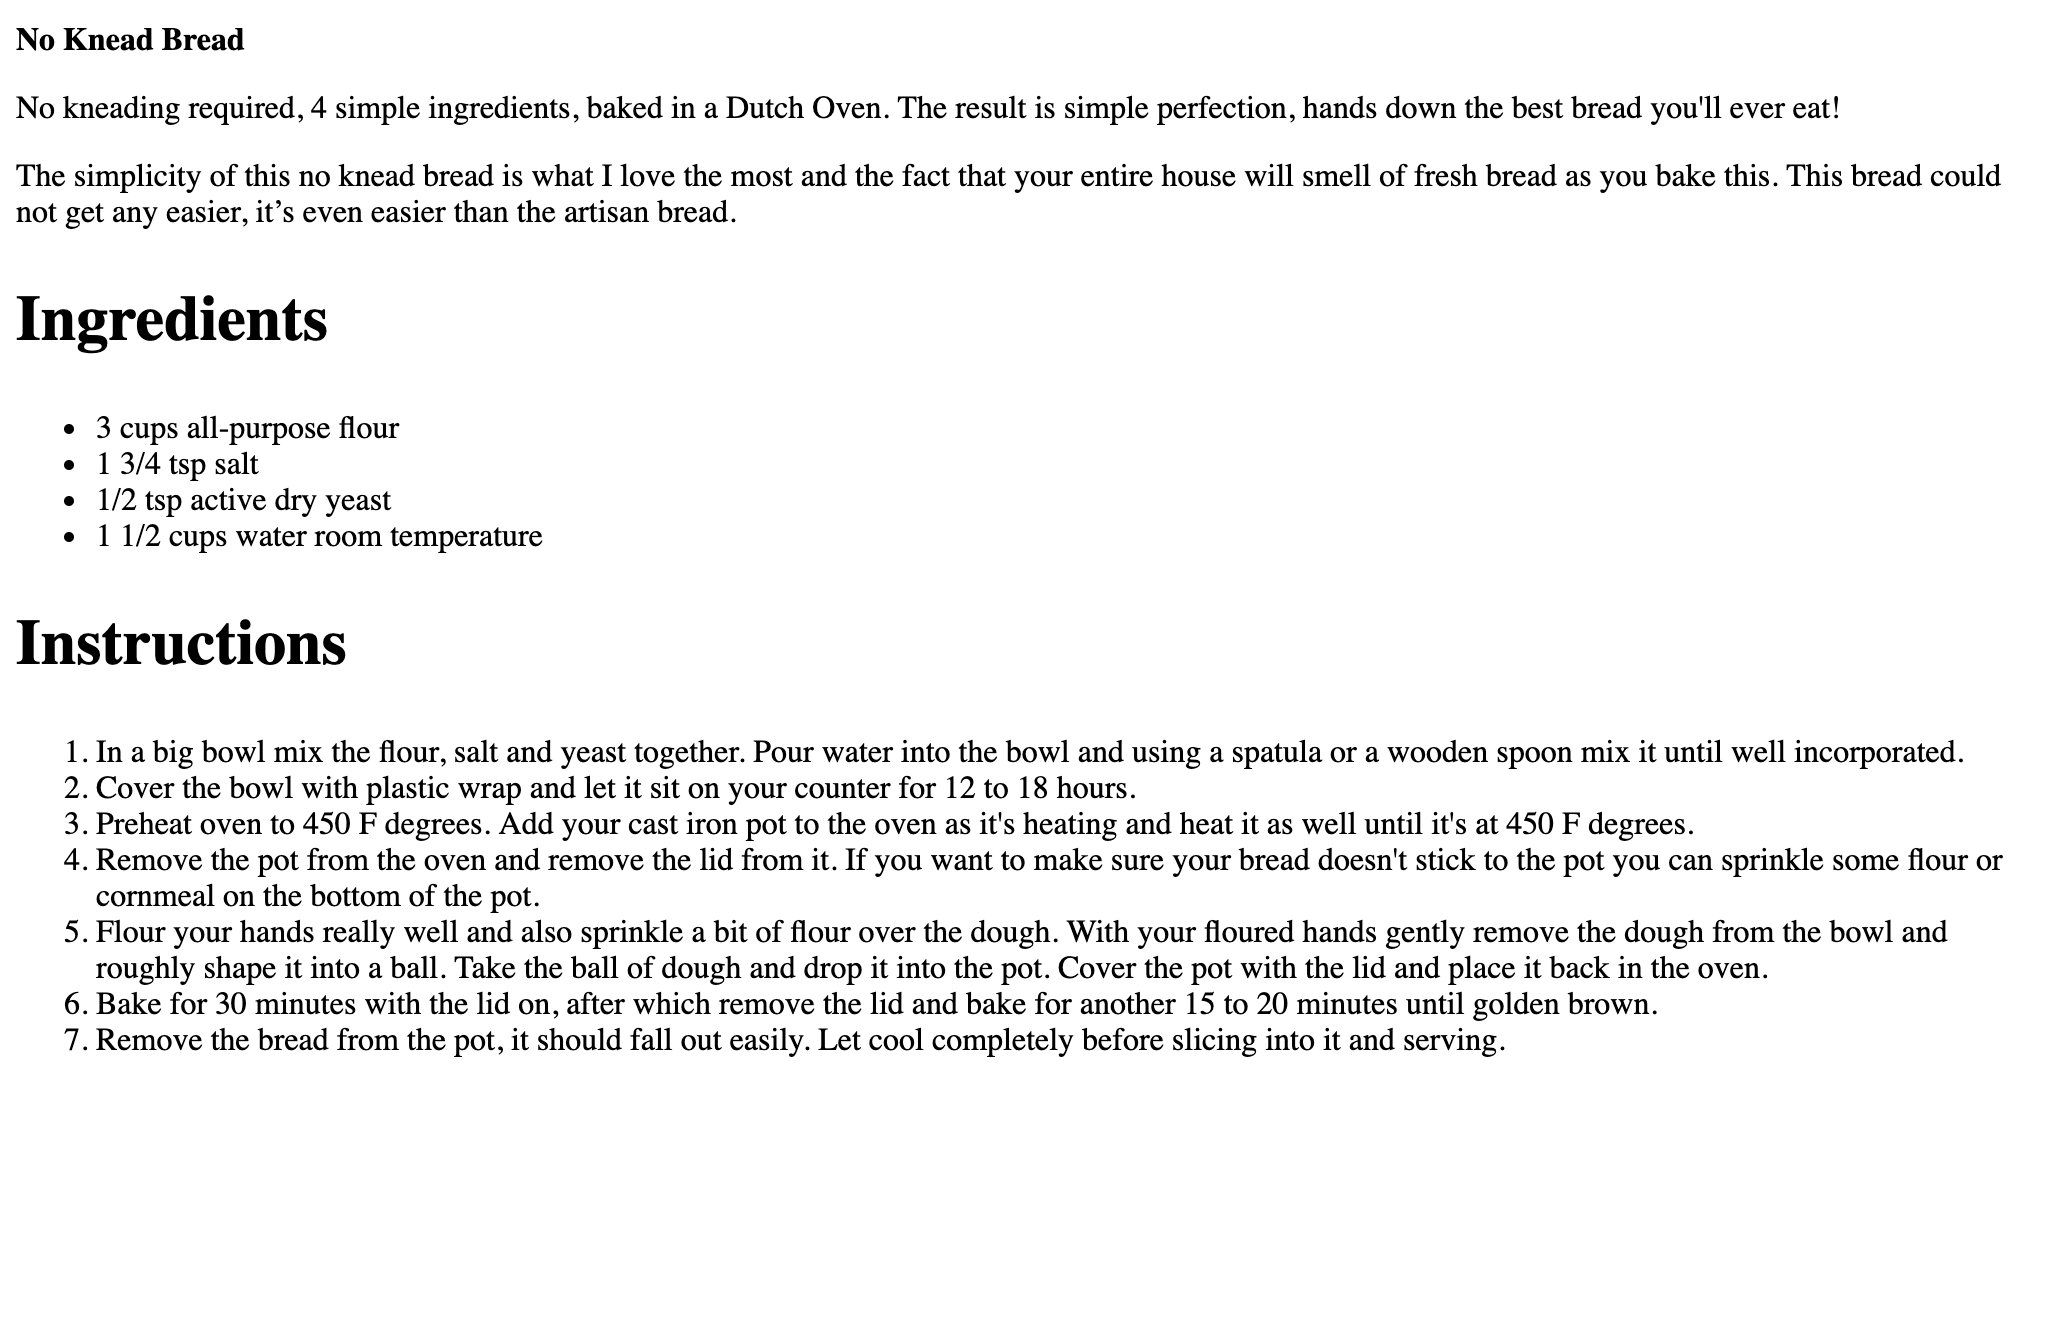 No Knead Bread
No kneading required, 4 simple ingredients, baked in a Dutch Oven. The result is simple perfection, hands down the best bread you'll ever eat!
The simplicity of this no knead bread is what I love the most and the fact that your entire house will smell of fresh bread as you bake this. This bread could
not get any easier, it’s even easier than the artisan bread.
Ingredients
• 3 cups all-purpose flour
• 1 3/4 tsp salt
• 1/2 tsp active dry yeast
• 1 1/2 cups water room temperature
Instructions
1. In a big bowl mix the flour, salt and yeast together. Pour water into the bowl and using a spatula or a wooden spoon mix it until well incorporated.
2. Cover the bowl with plastic wrap and let it sit on your counter for 12 to 18 hours.
3. Preheat oven to 450 F degrees. Add your cast iron pot to the oven as it's heating and heat it as well until it's at 450 F degrees.
4. Remove the pot from the oven and remove the lid from it. If you want to make sure your bread doesn't stick to the pot you can sprinkle some flour or
cornmeal on the bottom of the pot.
5. Flour your hands really well and also sprinkle a bit of flour over the dough. With your floured hands gently remove the dough from the bowl and
roughly shape it into a ball. Take the ball of dough and drop it into the pot. Cover the pot with the lid and place it back in the oven.
6. Bake for 30 minutes with the lid on, after which remove the lid and bake for another 15 to 20 minutes until golden brown.
7. Remove the bread from the pot, it should fall out easily. Let cool completely before slicing into it and serving.